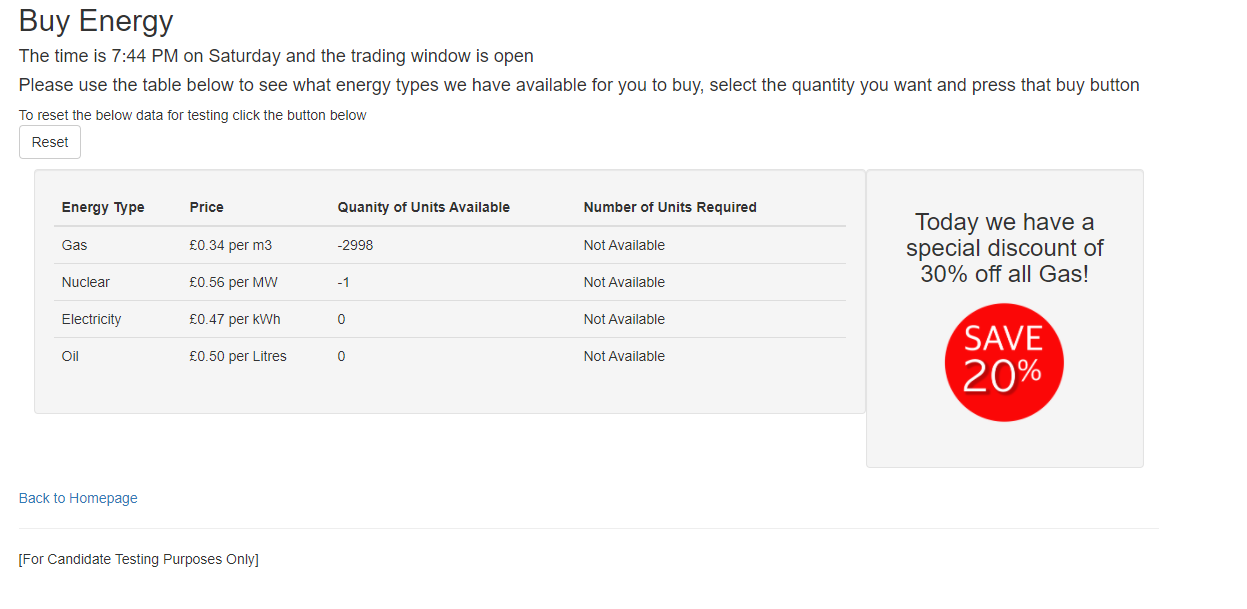 Buy Energy
The time is 7:44 PM on Saturday and the trading window is open
Please use the table below to see what energy types we have available for you to buy, select the quantity you want and press that buy button
To reset the below data for testing click the button below
Reset
Energy Type Price Quanity of Units Available Number of Units Required
Gas £0.34 per m3 -2998 Not Available
Nuclear £0.56 per MW -1 Not Available
Electricity £0.47 per kWh 0 Not Available
Oil £0.50 per Litres 0 Not Available
Today we have a
special discount of
30% off all Gas!
SAVE
20%
Back to Homepage
[For Candidate Testing Purposes Only]